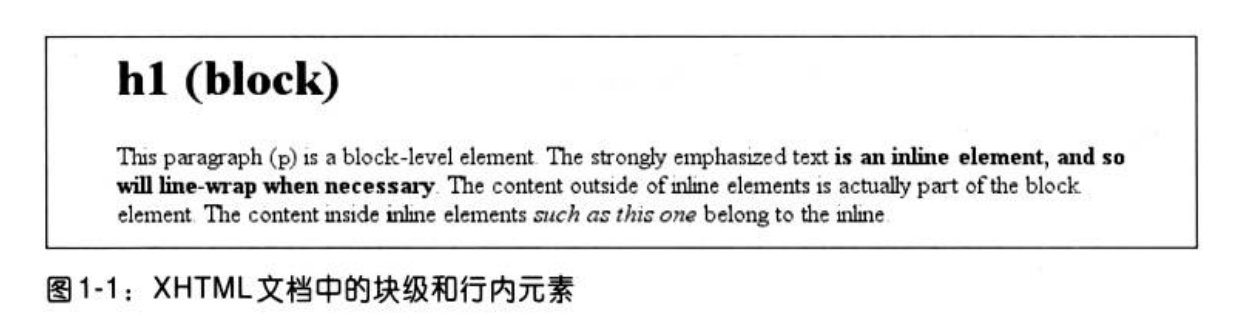 h1 (block)
This paragraph (p) is a block-level element. The strongly emphasized text is an inline element, and so
will line-wrap when necessary. The content outside of inline elements is actually part of the block
element. The content inside inline elements such as this one belong to the inline.
图1-1：XHTML文档中的块级和行内元素